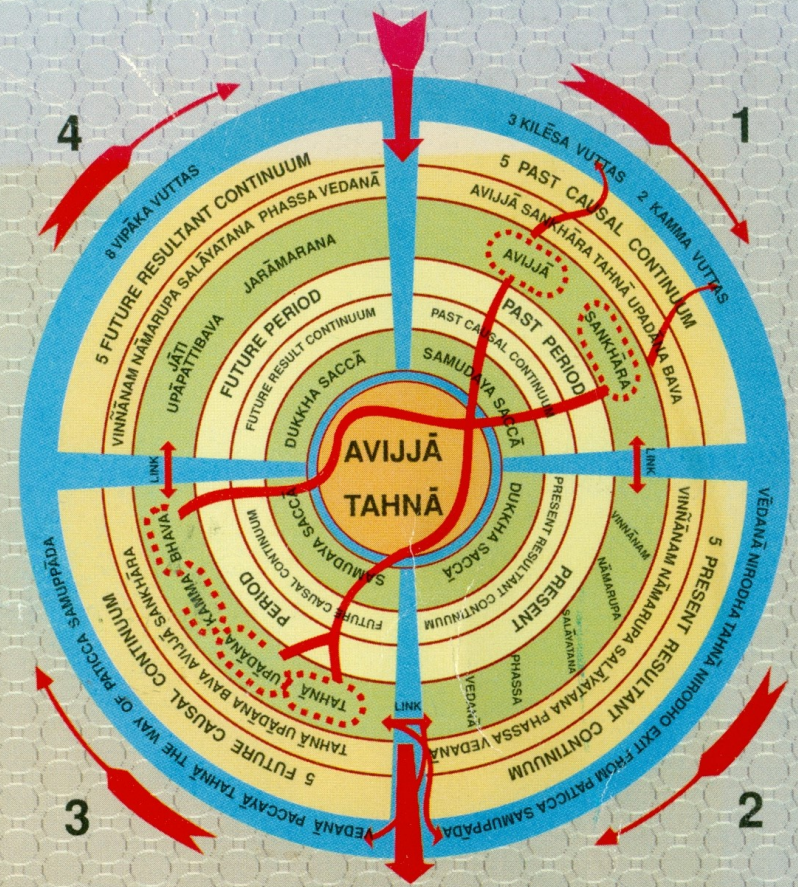 1
3 KILĒSA VUTTAS
2 KAMMA VUTTAS
5 PAST CAUSAL CONTINUUM
AVIJJĀ SANKHĀRA TAHNĀ UPADĀNA BAVA
AVIJJĀ
SANKHĀRA
PAST PERIOD
PAST CAUSAL CONTINUUM
SAMUDAYA SACCĀ
LINK
2
VĒDANĀ NIRODHA TAHNĀ NIRODHO EXIT FROM PATICCA SAMUPPĀDA
5 PRESENT RESULTANT CONTINUUM
VINÑĀNAM NĀMARUPA SALĀYATANA PHASSA VEDANĀ
VINNĀNAM
NĀMARUPA
SALĀYATANA
PHASSA
VEDANĀ
PRESENT
PRESENT RESULTANT CONTINUUM
DUKKHA SACCĀ
LINK
3
VEDANĀ PACCAYĀ TAHNĀ THE WAY OF PATICCA SAMUPPĀDA
5 FUTURE CAUSAL CONTINUUM
TAHNĀ UPĀDĀNA BAVA AVIJJĀ SANKHĀRA
TAHNĀ
UPĀDĀNA
KAMMA BHAVA
PERIOD
FUTURE CAUSAL CONTINUUM
SAMUDAYA SACCĀ
LINK
4
8 VIPĀKA VUTTAS
5 FUTURE RESULTANT CONTINUUM
VINÑĀNAM NĀMARUPA SALĀYATANA PHASSA VEDANĀ
JĀTI
UPAPATTIBAVA
JARĀMARANA
FUTURE PERIOD
FUTURE RESULT CONTINUUM
DUKKHA SACCĀ
AVIJJĀ
TAHNĀ